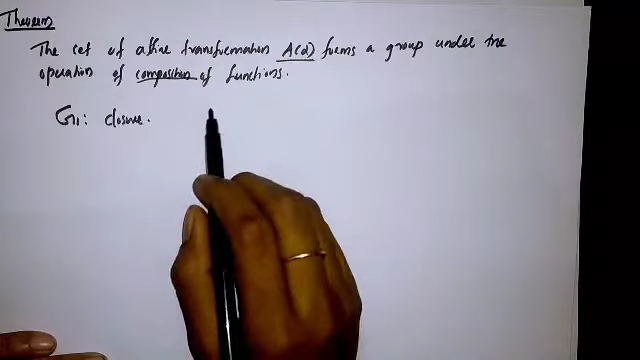 Theorem
The set of affine transformation A(2) forms a group under the
operation of composition of functions.
G1: closure.